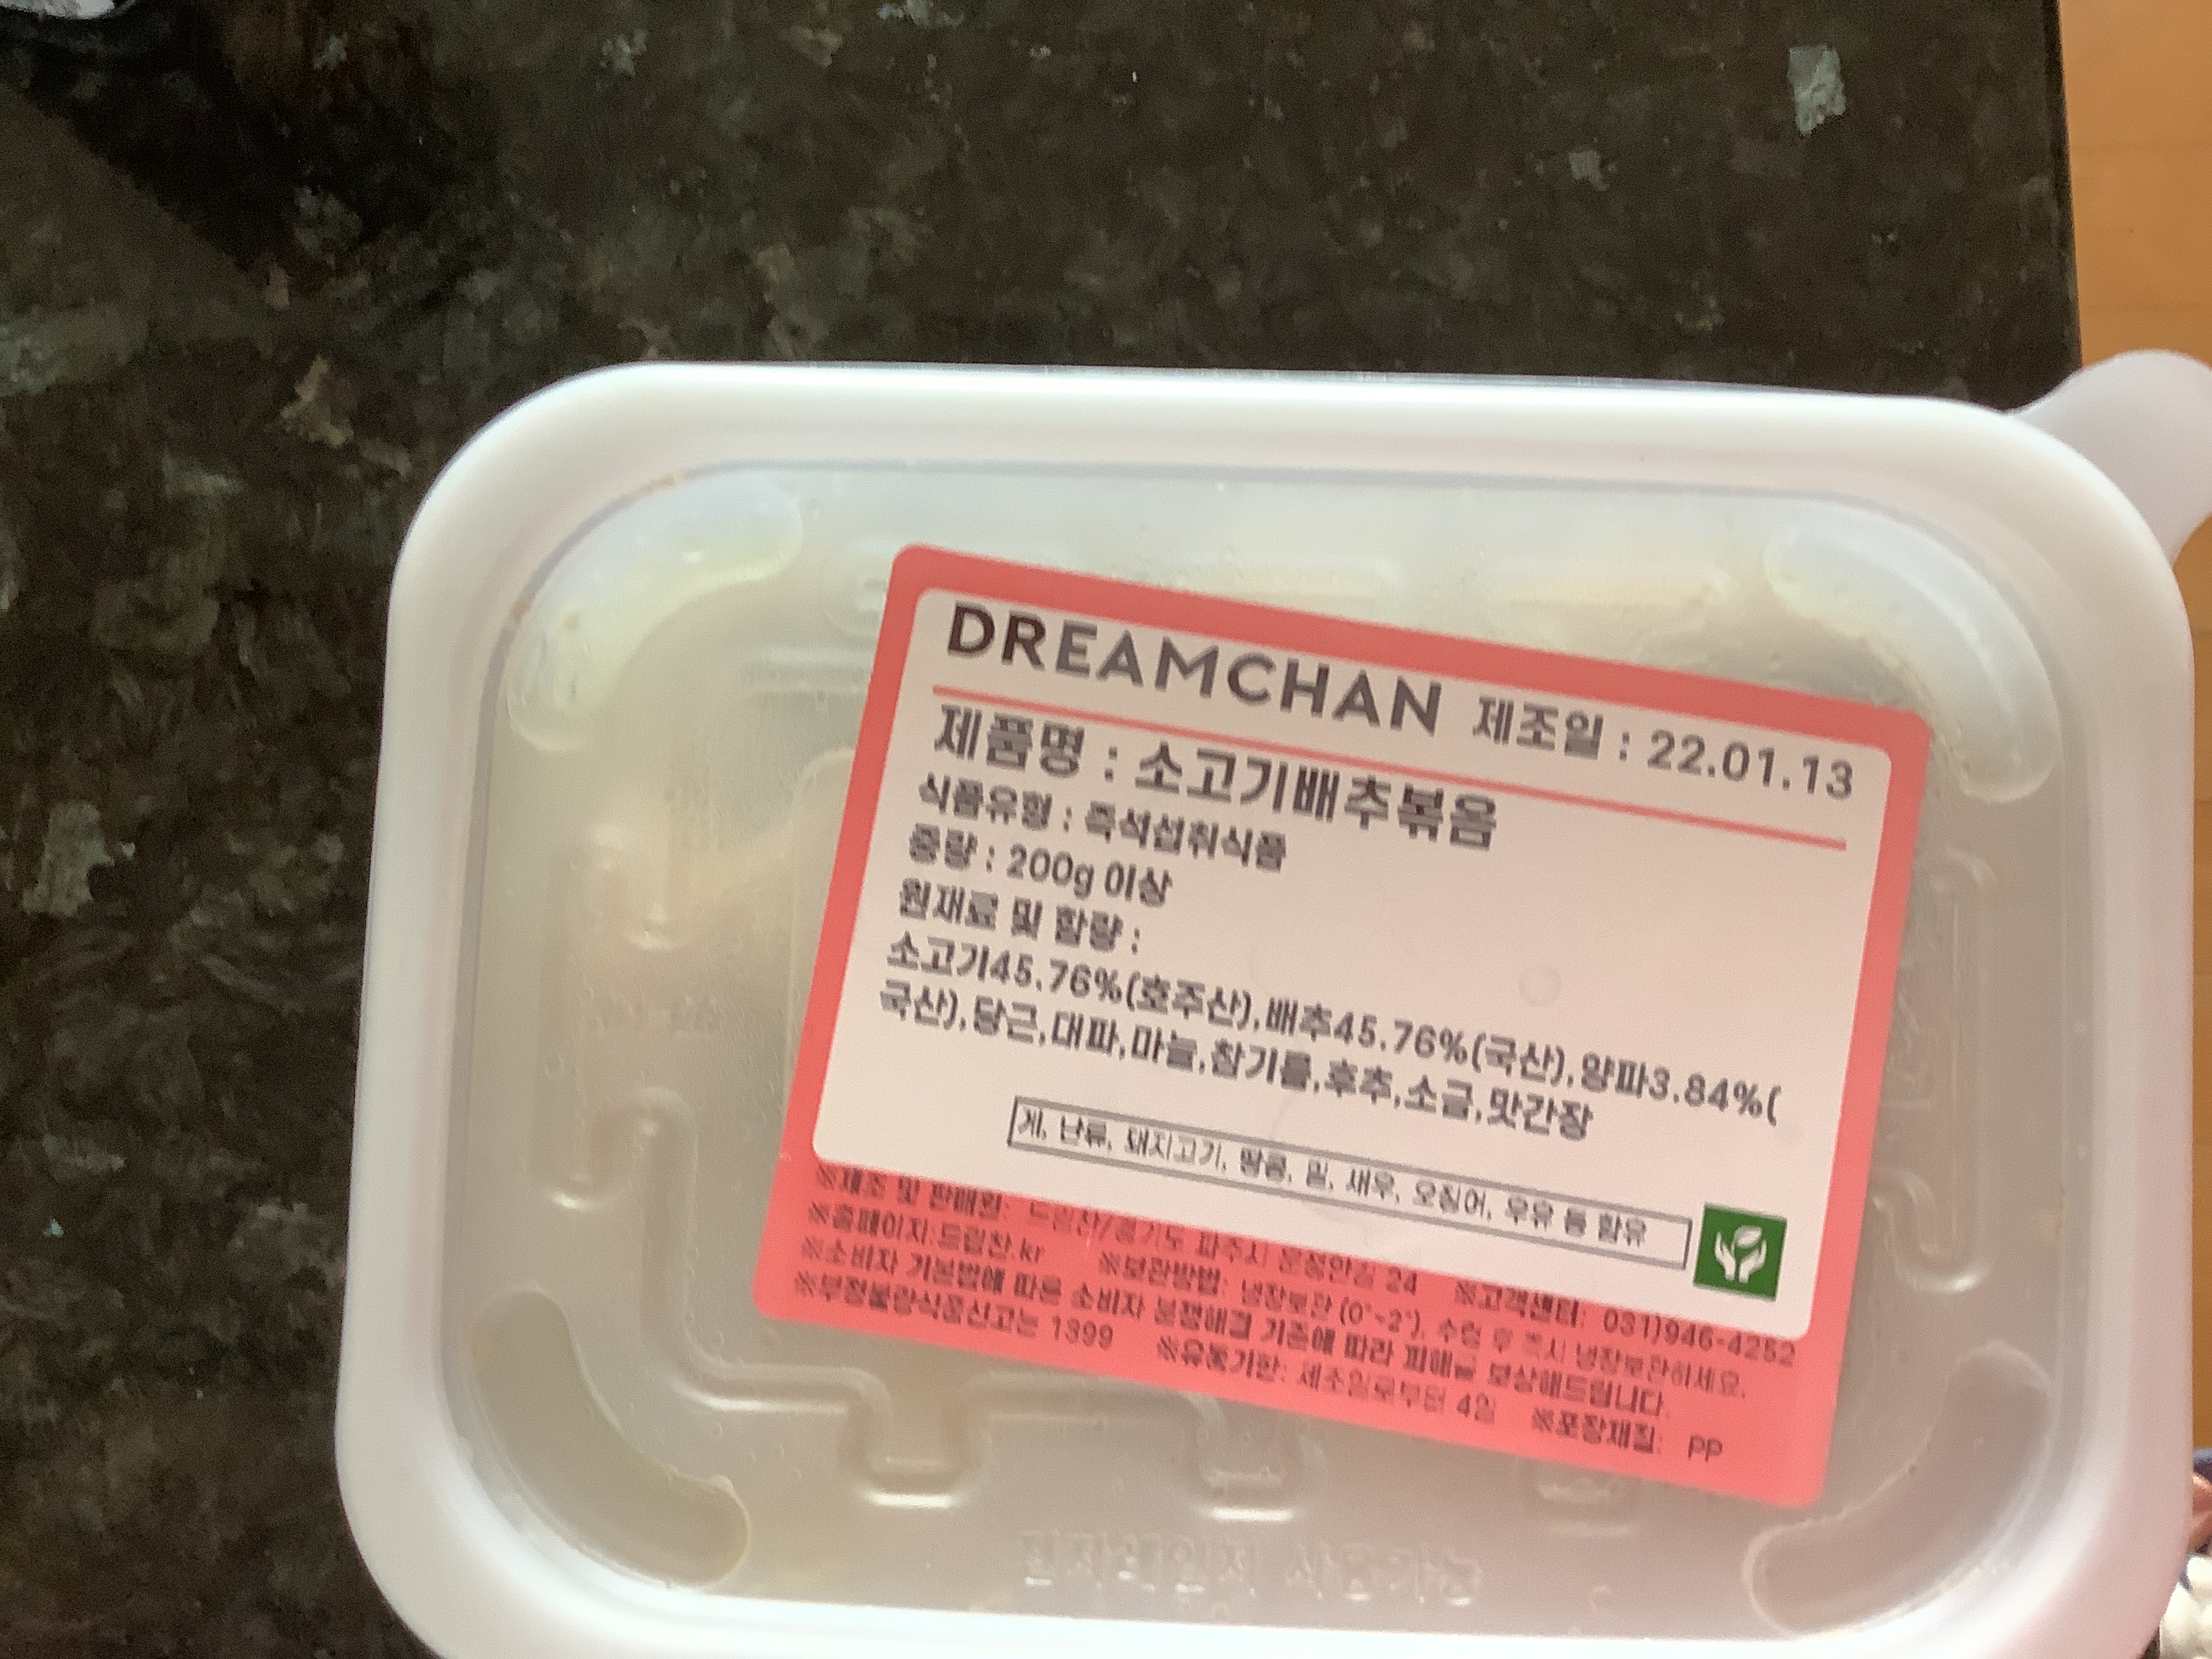 DREAMCHAN 제조일 : 22.01.13
제품명 : 소고기배추볶음
식품유형 : 즉석섭취식품
중량 : 200g 이상
원재료 및 함량 :
소고기45.76%(호주산),배추45.76%(국산),양파3.84%(
국산),당근,대파,마늘,참기름,후추,소금,맛간장
게, 난류, 돼지고기, 땅콩, 밀, 새우, 오징어, 우유 등 함유
※제조 및 판매원: 드림찬/경기도 파주시 운정안길 24 ※고객센터: 031)946-4252
※홈페이지:드림찬.kr ※보관방법: 냉장보관 (0°~2°), 수령 후 즉시 냉장보관하세요.
※소비자 기본법에 따른 소비자 분쟁해결 기준에 따라 피해를 보상해드립니다.
※부정불량식품신고는 1399 ※유통기한: 제조일로부터 4일 ※포장재질: PP
전자레인지 사용가능